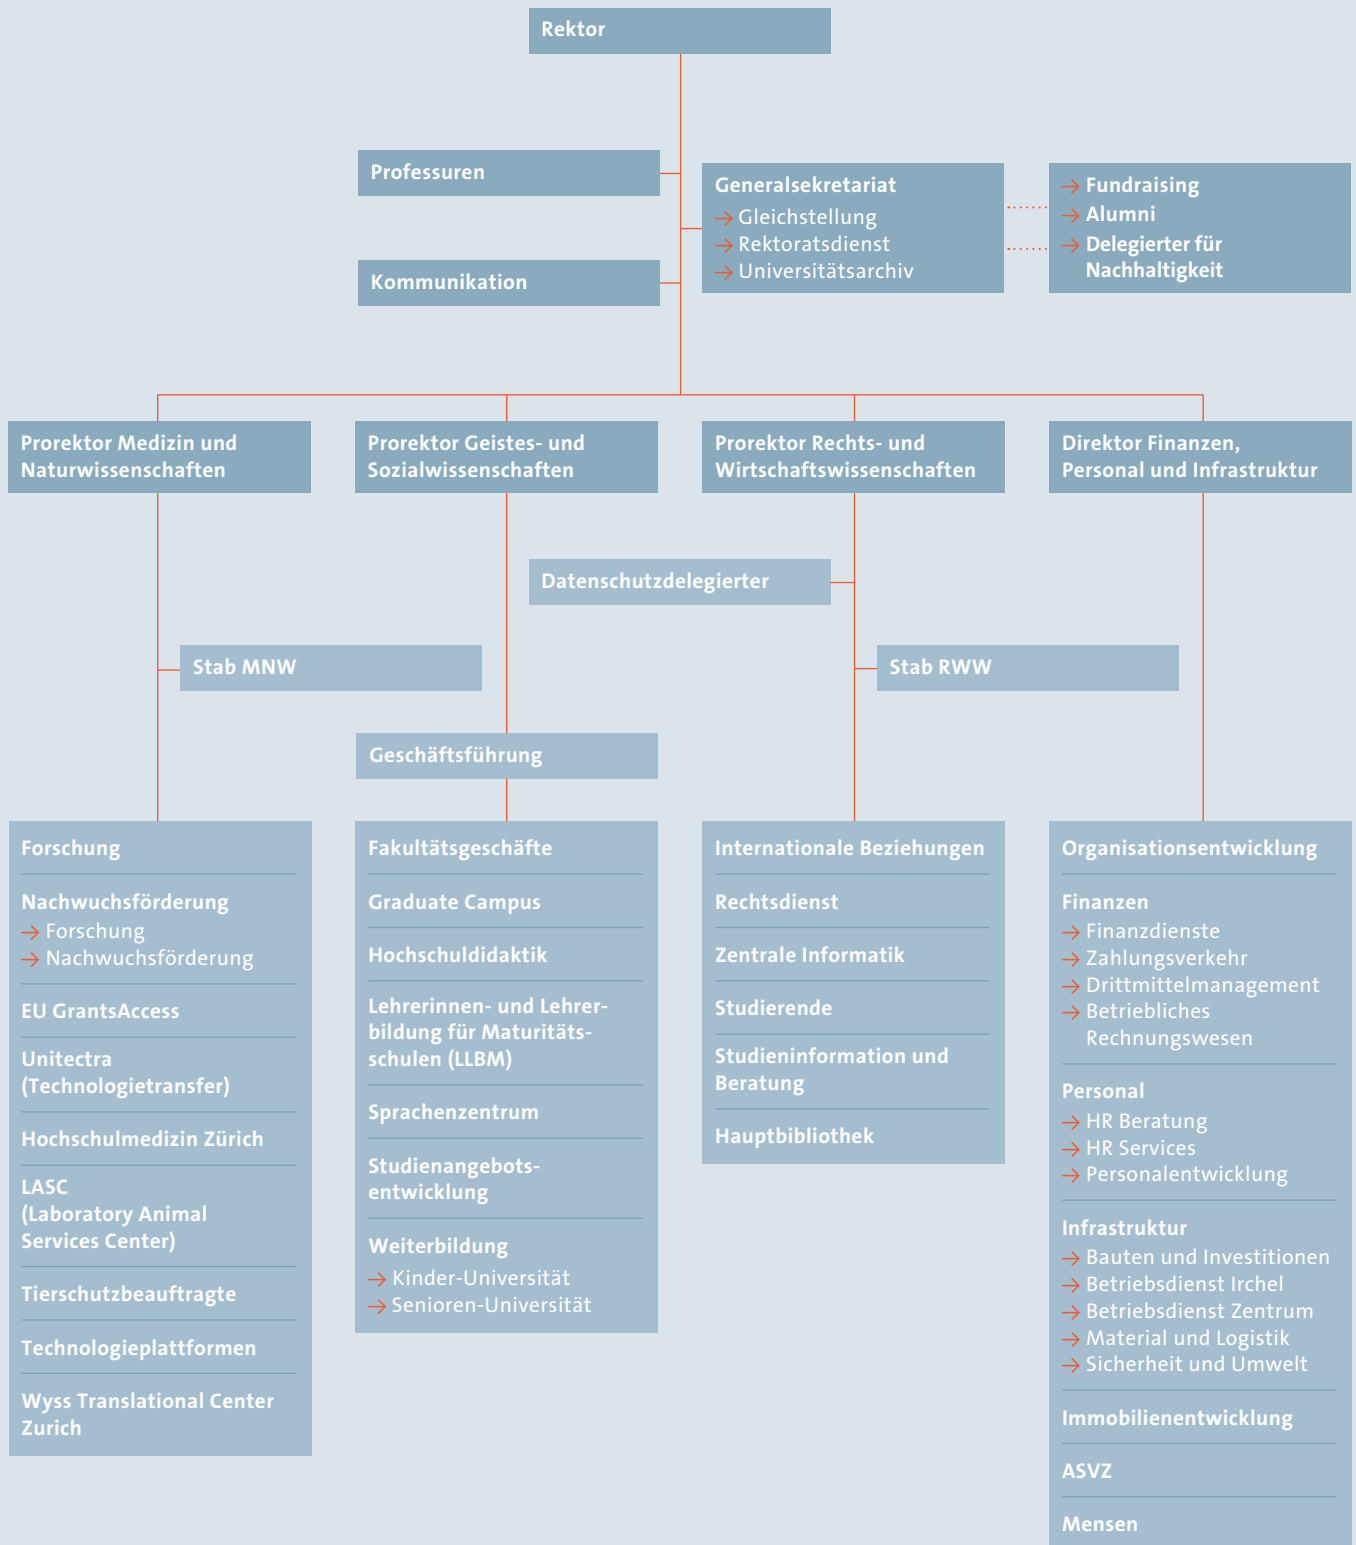 Rektor
Professuren
Kommunikation
Generalsekretariat
→ Gleichstellung
→ Rektoratsdienst
→ Universitätsarchiv
→ Fundraising
→ Alumni
→ Delegierter für
Nachhaltigkeit
Prorektor Medizin und
Naturwissenschaften
Prorektor Geistes- und
Sozialwissenschaften
Prorektor Rechts- und
Wirtschaftswissenschaften
Direktor Finanzen,
Personal und Infrastruktur
Datenschutzdelegierter
Stab MNW
Stab RWW
Geschäftsführung
Forschung
Nachwuchsförderung
→ Forschung
→ Nachwuchsförderung
EU GrantsAccess
Unitectra
(Technologietransfer)
Hochschulmedizin Zürich
LASC
(Laboratory Animal
Services Center)
Tierschutzbeauftragte
Technologieplattformen
Wyss Translational Center
Zurich
Fakultätsgeschäfte
Graduate Campus
Hochschuldidaktik
Lehrerinnen- und Lehrer-
bildung für Maturitäts-
schulen (LLBM)
Sprachenzentrum
Studienangebots-
entwicklung
Weiterbildung
→ Kinder-Universität
→ Senioren-Universität
Internationale Beziehungen
Rechtsdienst
Zentrale Informatik
Studierende
Studieninformation und
Beratung
Hauptbibliothek
Organisationsentwicklung
Finanzen
→ Finanzdienste
→ Zahlungsverkehr
→ Drittmittelmanagement
→ Betriebliches
Rechnungswesen
Personal
→ HR Beratung
→ HR Services
→ Personalentwicklung
Infrastruktur
→ Bauten und Investitionen
→ Betriebsdienst Irchel
→ Betriebsdienst Zentrum
→ Material und Logistik
→ Sicherheit und Umwelt
Immobilienentwicklung
ASVZ
Mensen